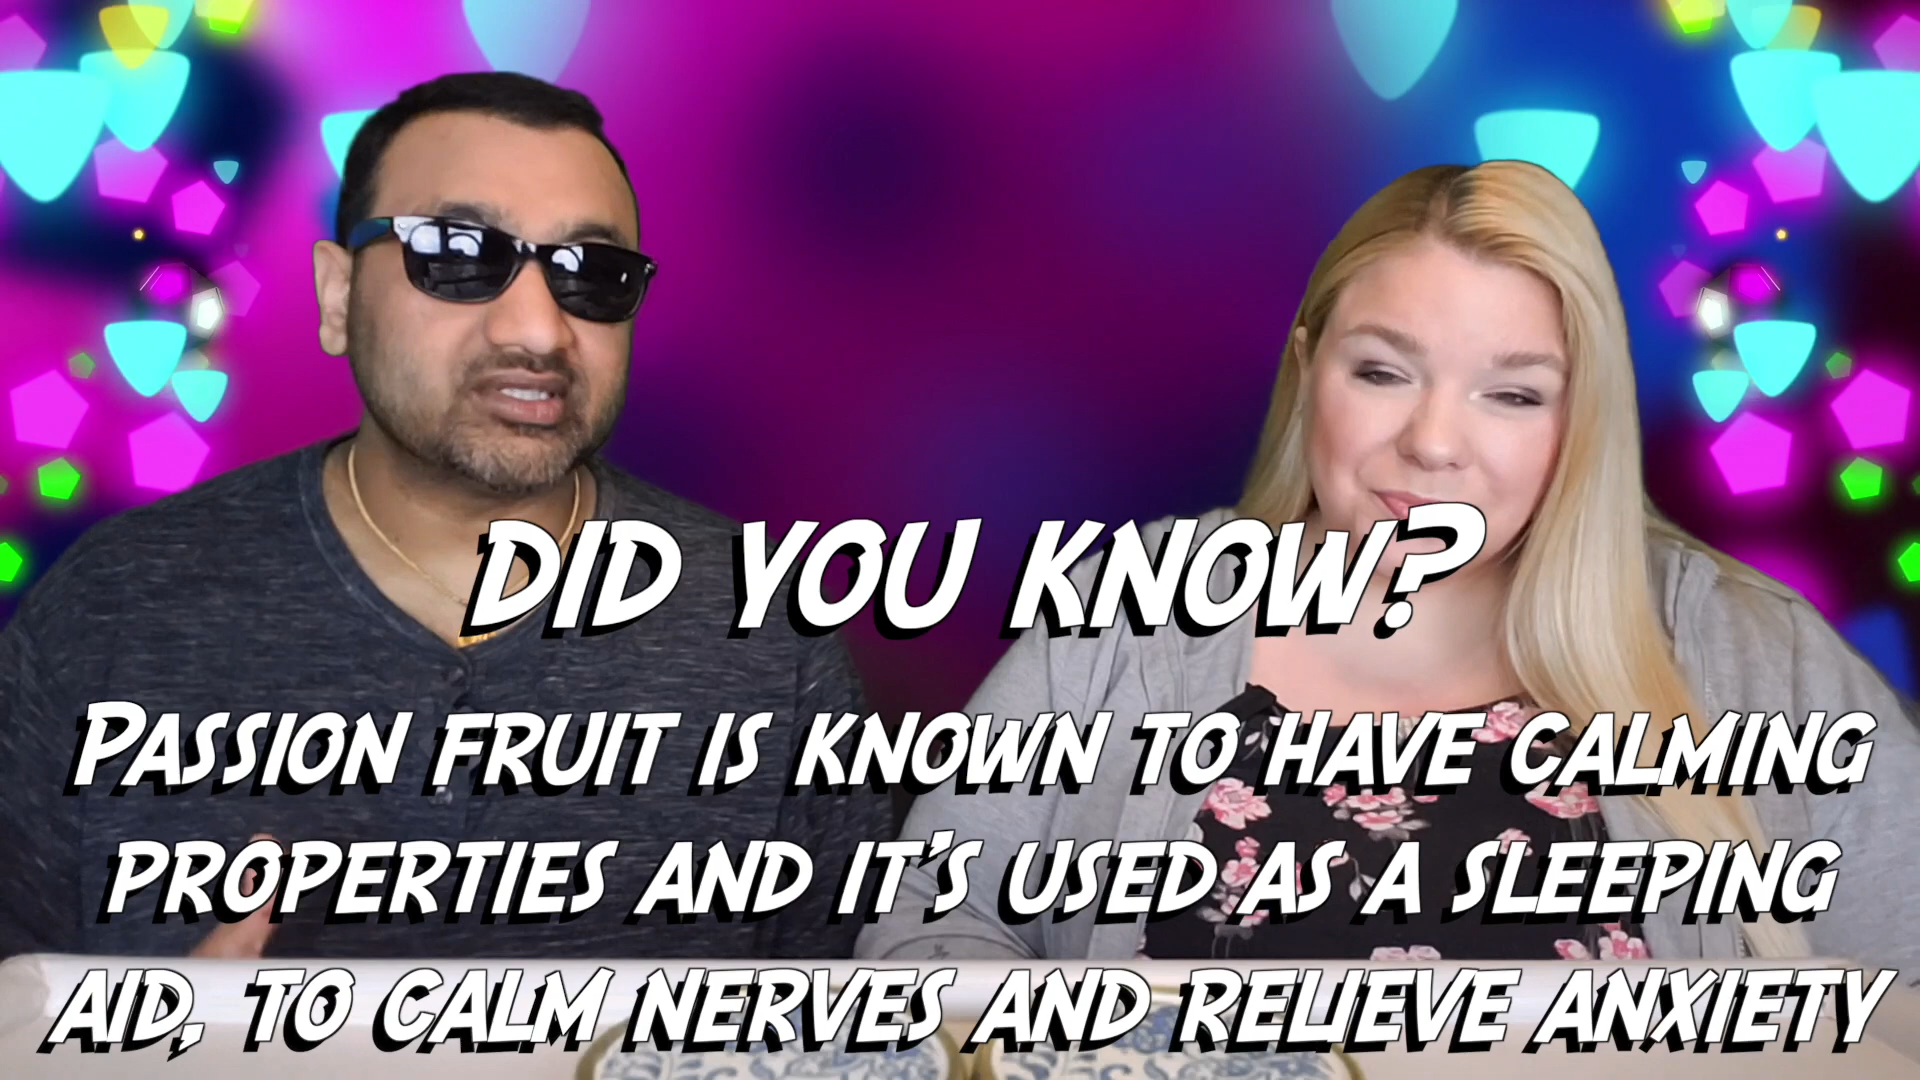 DID YOU KNOW?
PASSION FRUIT IS KNOWN TO HAVE CALMING
PROPERTIES AND IT'S USED AS A SLEEPING
AID, TO CALM NERVES AND RELIEVE ANXIETY